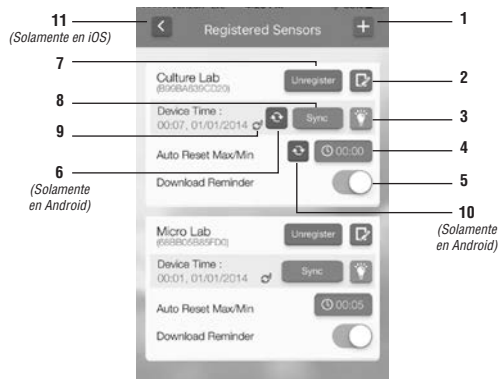 11
(Solamente en iOS)
1
Registered Sensors
7
Culture Lab
Unregister
2
(B99BA639CD20)
8
Device Time :
Sync
3
00:07, 01/01/2014
9
Auto Reset Max/Min
00:00
4
6
(Solamente
en Android)
Download Reminder
5
10
(Solamente
en Android)
Micro Lab
Unregister
(68BB05B85FD0)
Device Time :
Sync
00:01, 01/01/2014
Auto Reset Max/Min
00:05
Download Reminder